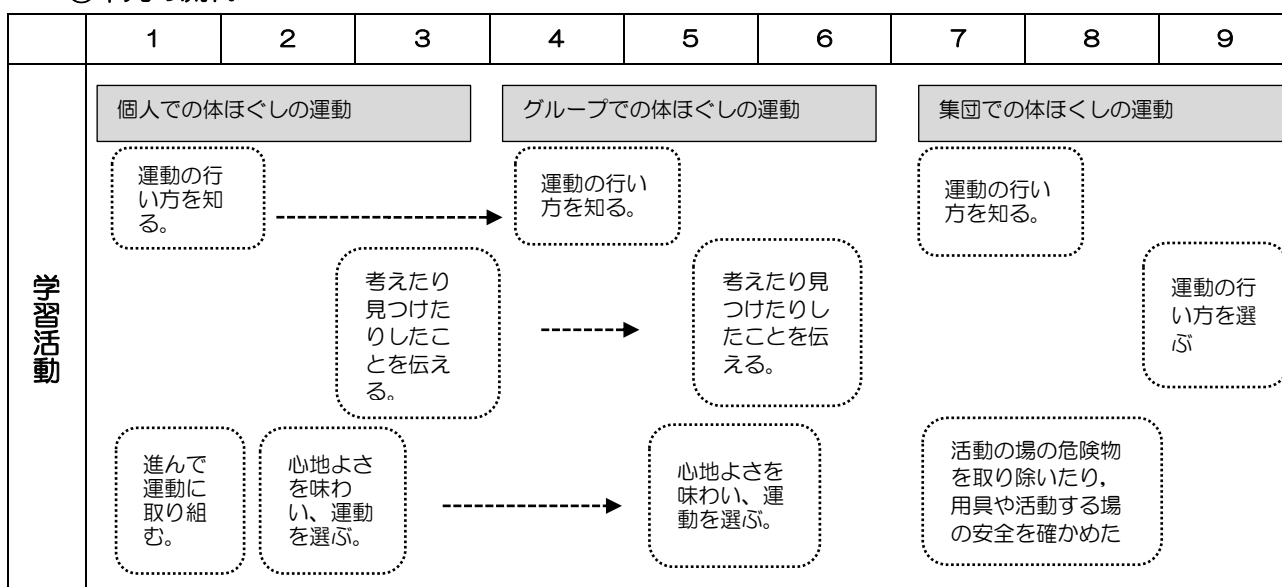 1 2 3 4 5 6 7 8 9
学習活動
個人での体ほぐしの運動
グループでの体ほぐしの運動
集団での体ほくしの運動
運動の行
い方を知
る。
運動の行い
方を知る。
運動の行い
方を知る。
考えたり
見つけた
りしたこ
とを伝え
る。
考えたり見
つけたりし
たことを伝
える。
運動の行
い方を選
ぶ
進んで
運動に
取り組
む。
心地よさ
を味わ
い、運動
を選ぶ。
心地よさを
味わい、運
動を選ぶ。
活動の場の危険物
を取り除いたり，
用具や活動する場
の安全を確かめた